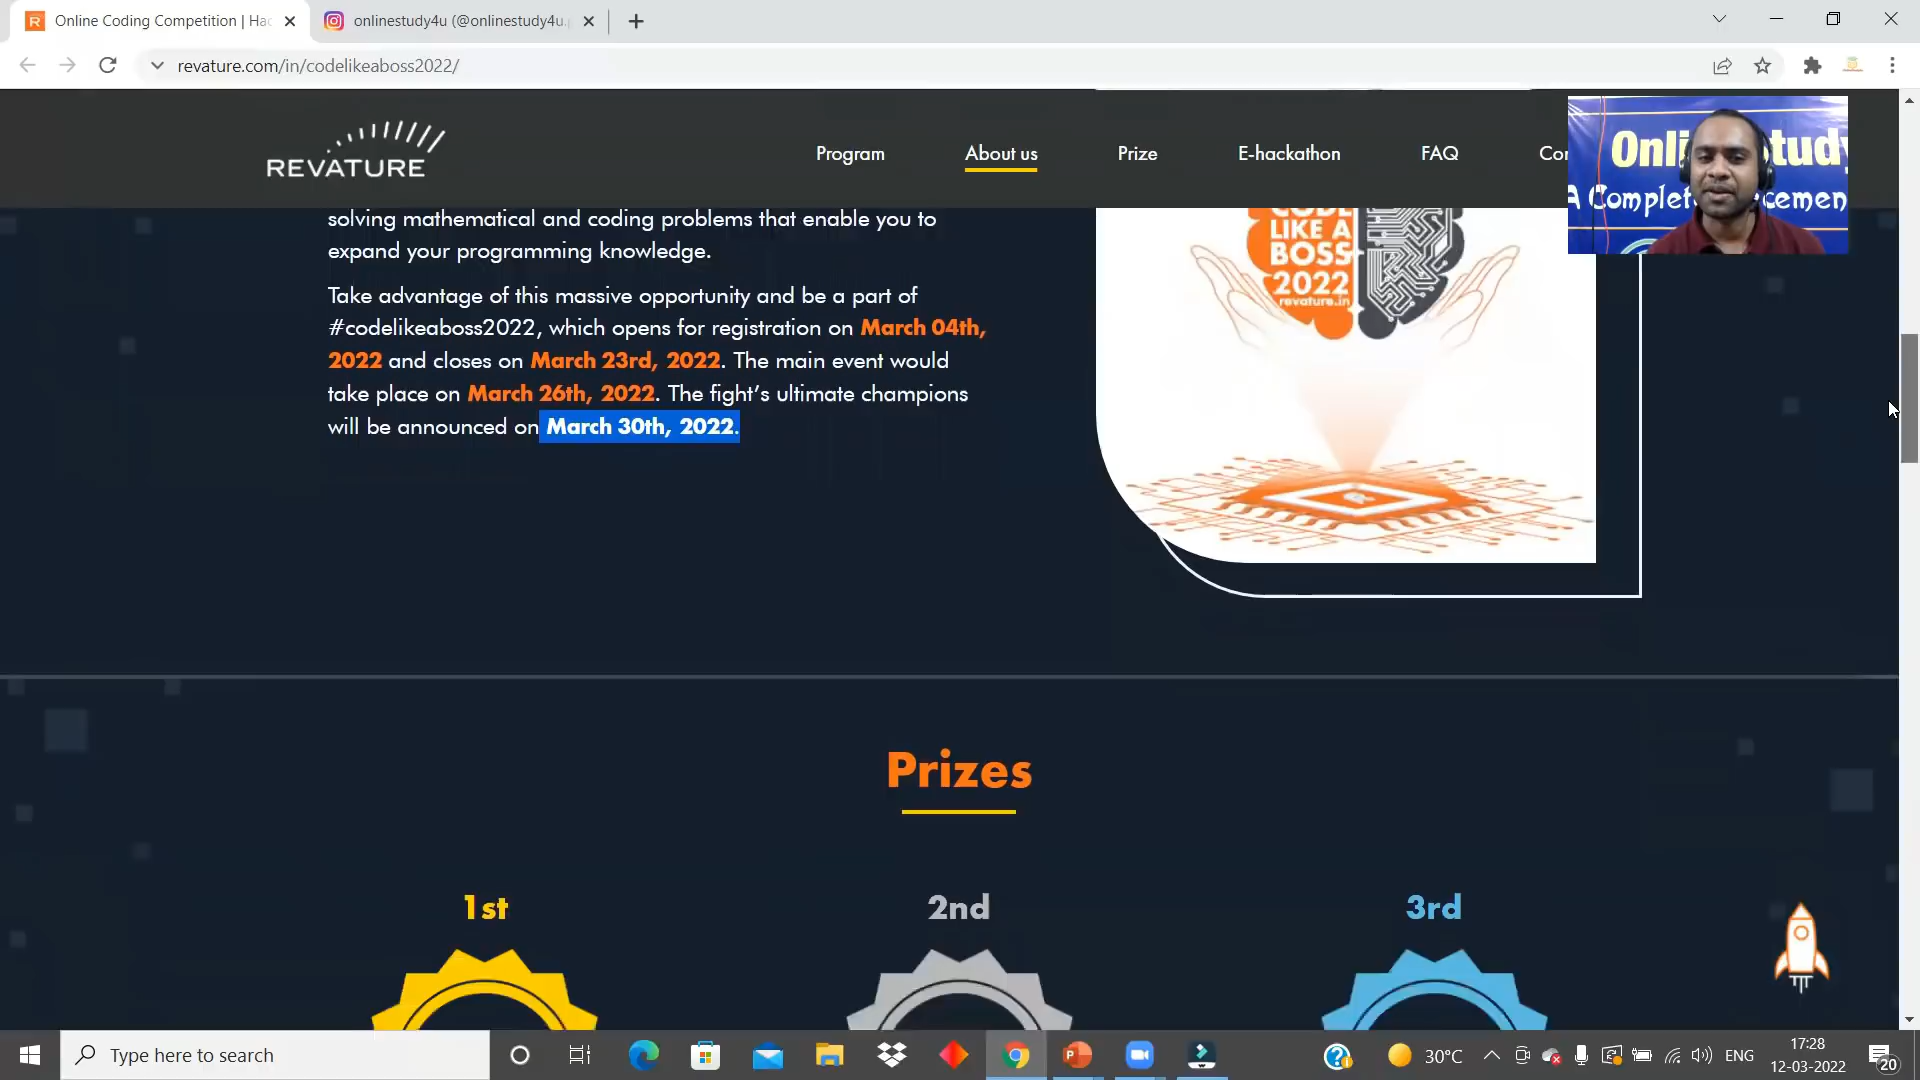 Online Coding Competition | Hac
onlinestudy4u (@onlinestudy4u.
revature.com/in/codelikeaboss2022/
REVATURE
Program
About us
Prize
E-hackathon
FAQ
solving mathematical and coding problems that enable you to
expand your programming knowledge.
Take advantage of this massive opportunity and be a part of
#codelikeaboss2022, which opens for registration on March 04th,
2022 and closes on March 23rd, 2022. The main event would
take place on March 26th, 2022. The fight’s ultimate champions
will be announced on March 30th, 2022.
CODE
LIKE A
BOSS
2022
revature.in
Prizes
1st
2nd
3rd
Type here to search
30°C
ENG
17:28
12-03-2022
20